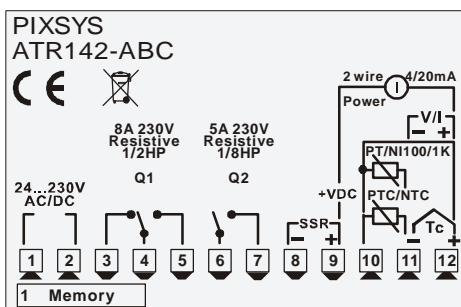 PIXSYS
ATR142-ABC
CE
2 wire 4/20mA
I
Power
V/I
- +
8A 230V
Resistive
1/2HP
5A 230V
Resistive
1/8HP
PT/NI100/1K
Q1 Q2
24...230V
AC/DC
+VDC
PTC/NTC
SSR
- +
Tc
- +
1 2 3 4 5 6 7 8 9 10 11 12
1 Memory